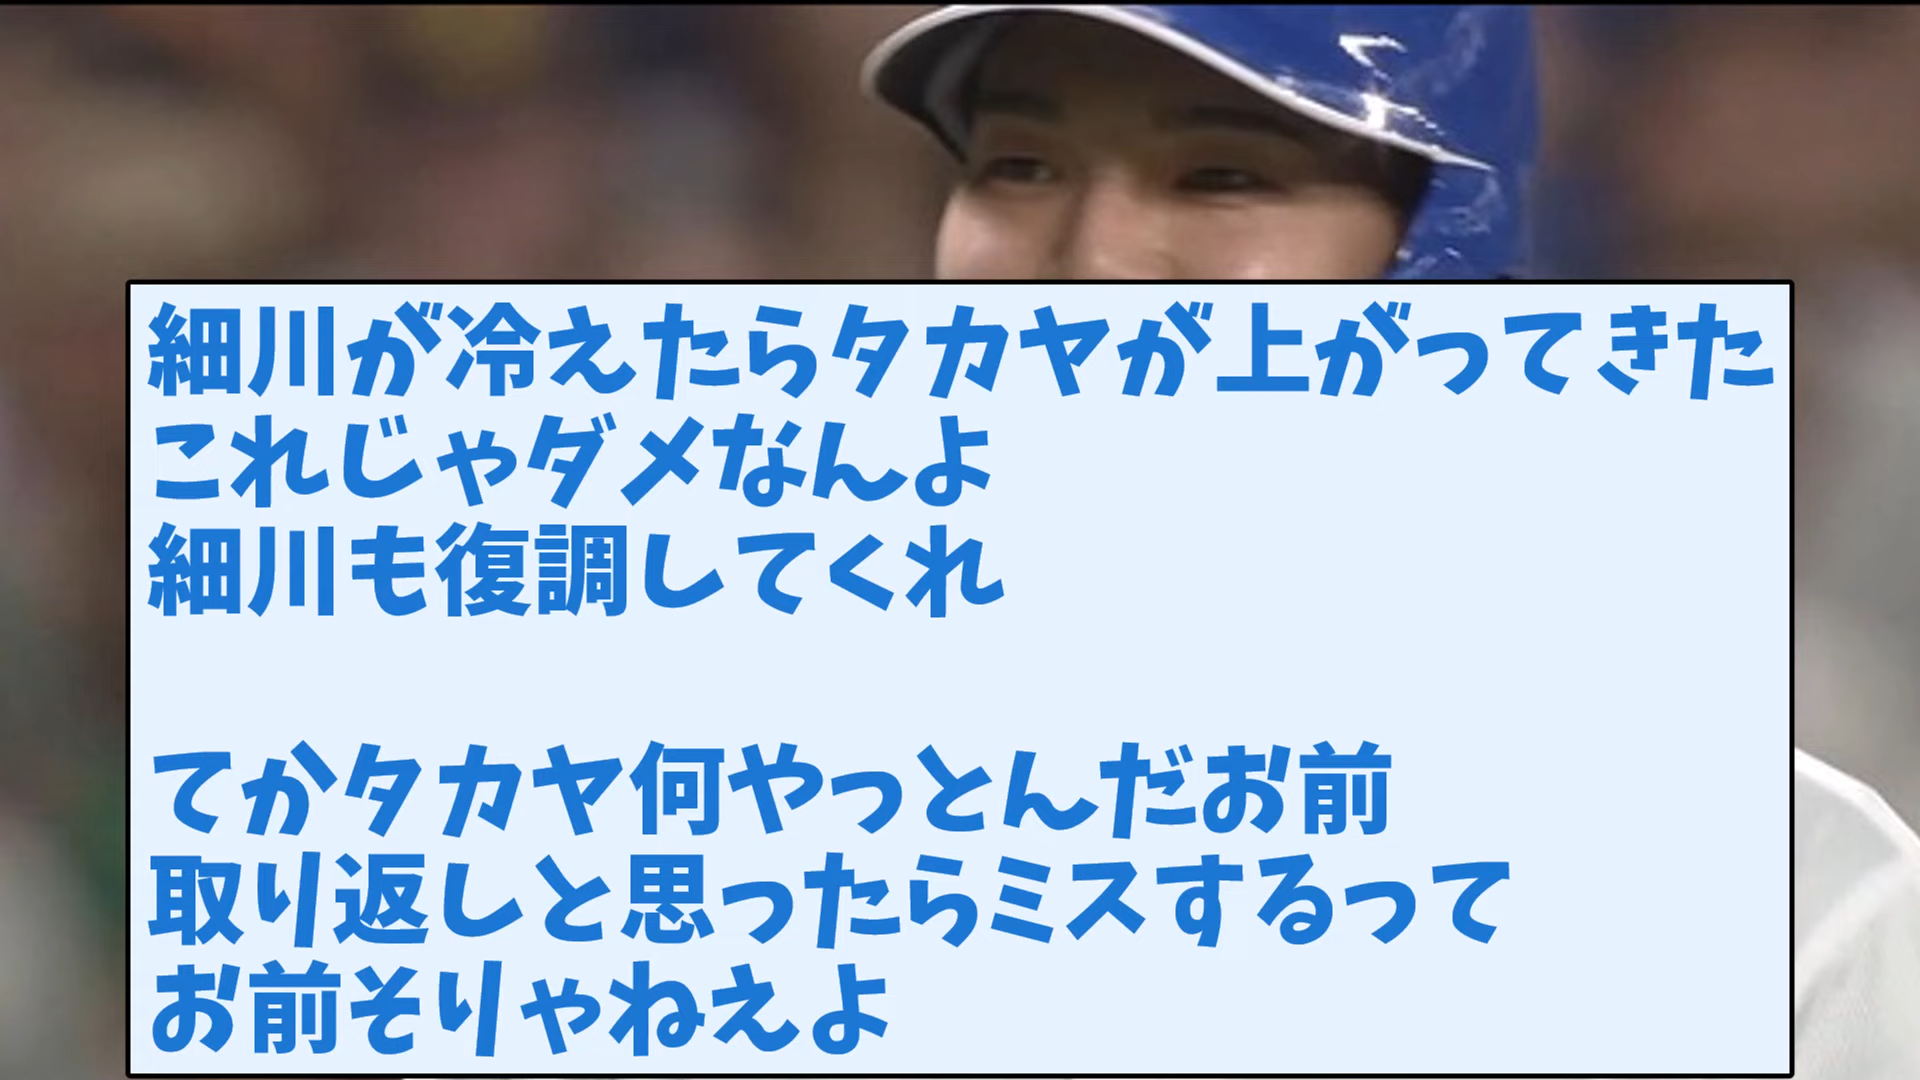 細川が冷えたらタカヤが上がってきた
これじゃダメなんよ
細川も復調してくれ
てかタカヤ何やっとんだお前
取り返しと思ったらミスするって
お前そりゃねえよ